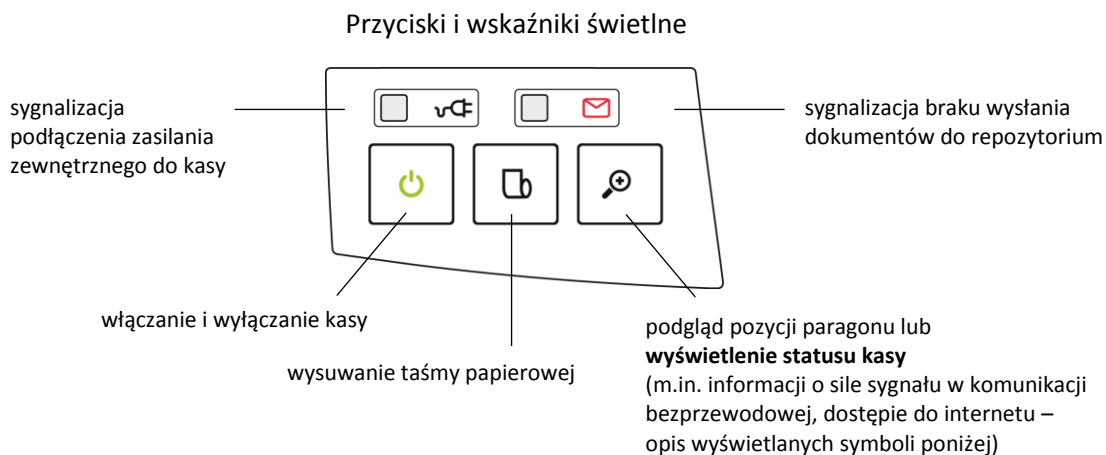 Przyciski i wskaźniki świetlne
sygnalizacja
podłączenia zasilania
zewnętrznego do kasy
sygnalizacja braku wysłania
dokumentów do repozytorium
włączanie i wyłączanie kasy
wysuwanie taśmy papierowej
podgląd pozycji paragonu lub
wyświetlenie statusu kasy
(m.in. informacji o sile sygnału w komunikacji
bezprzewodowej, dostępie do internetu –
opis wyświetlanych symboli poniżej)